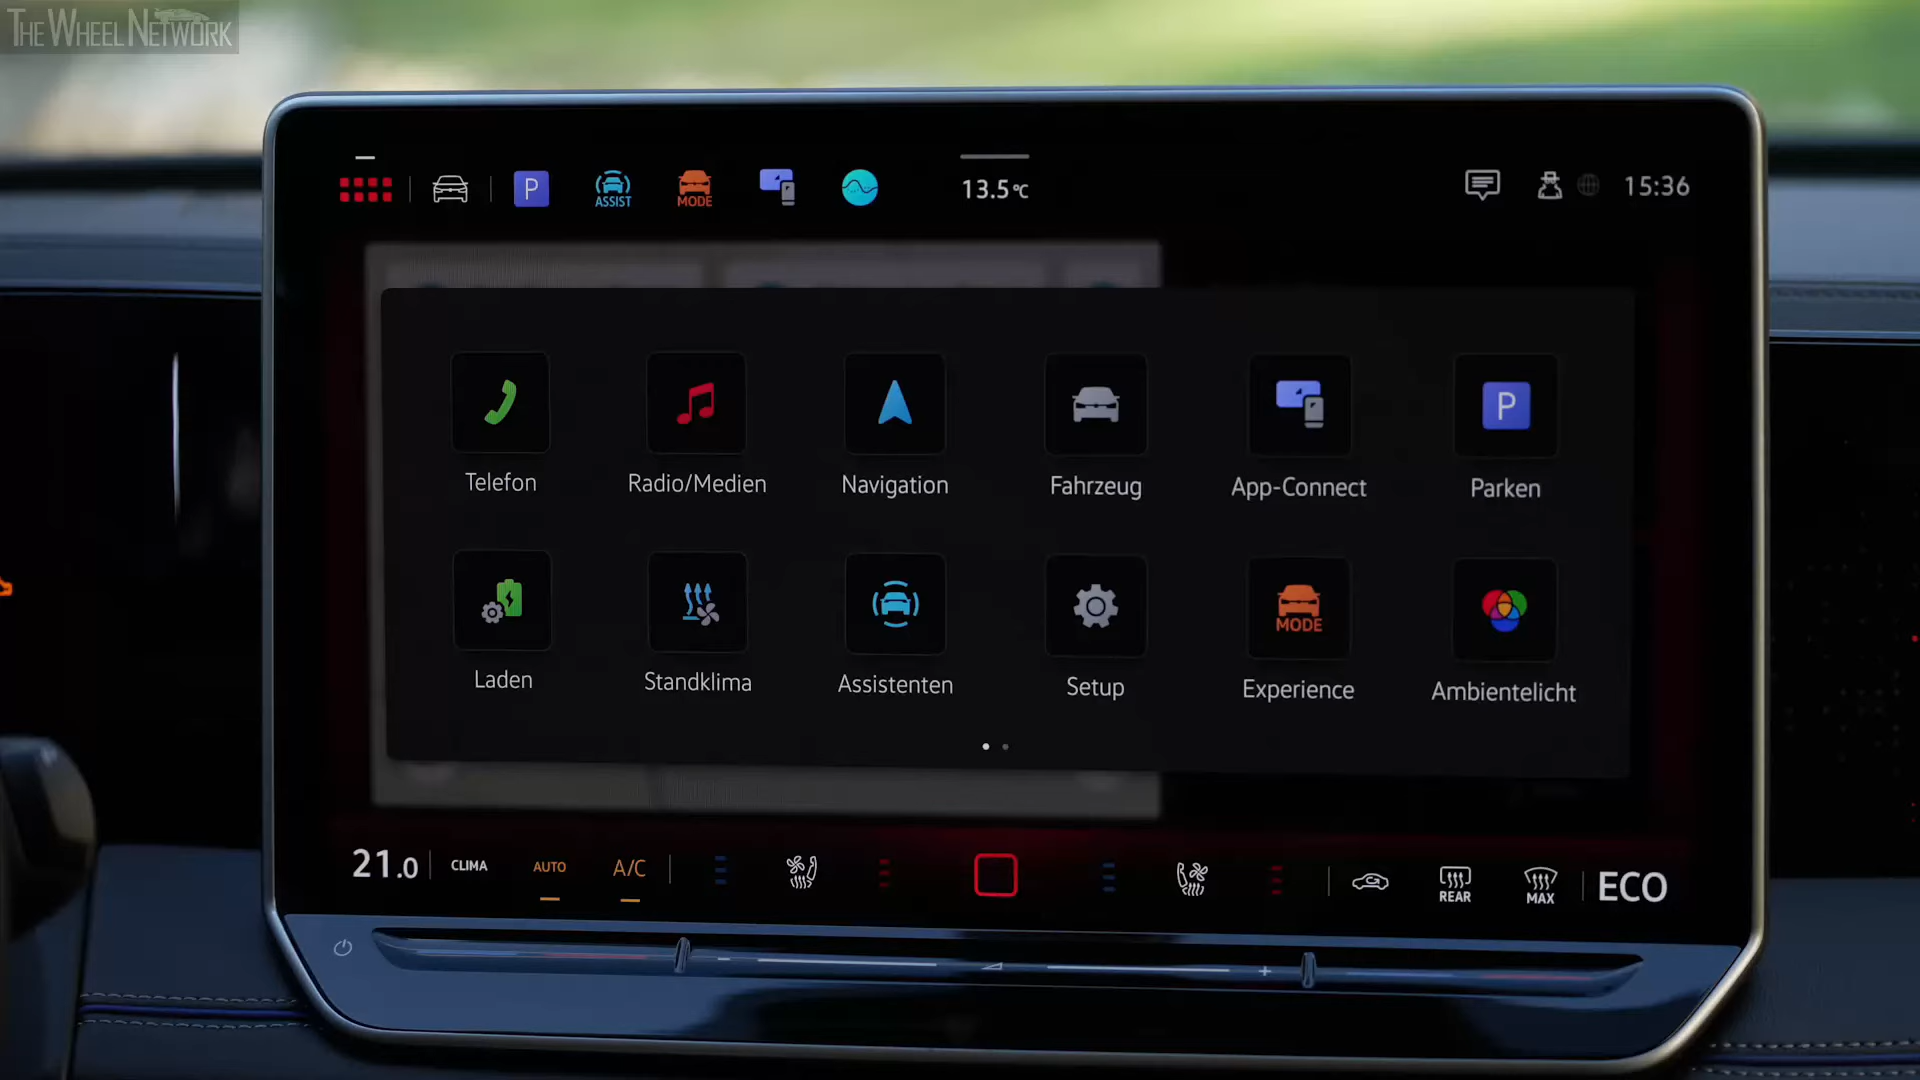 THE WHEEL NETWORK
P ASSIST MODE 13.5°C 15:36
Telefon Radio/Medien Navigation Fahrzeug App-Connect P Parken
Laden Standklima Assistenten Setup MODE Experience Ambientelicht
21.0 CLIMA AUTO A/C REAR MAX ECO